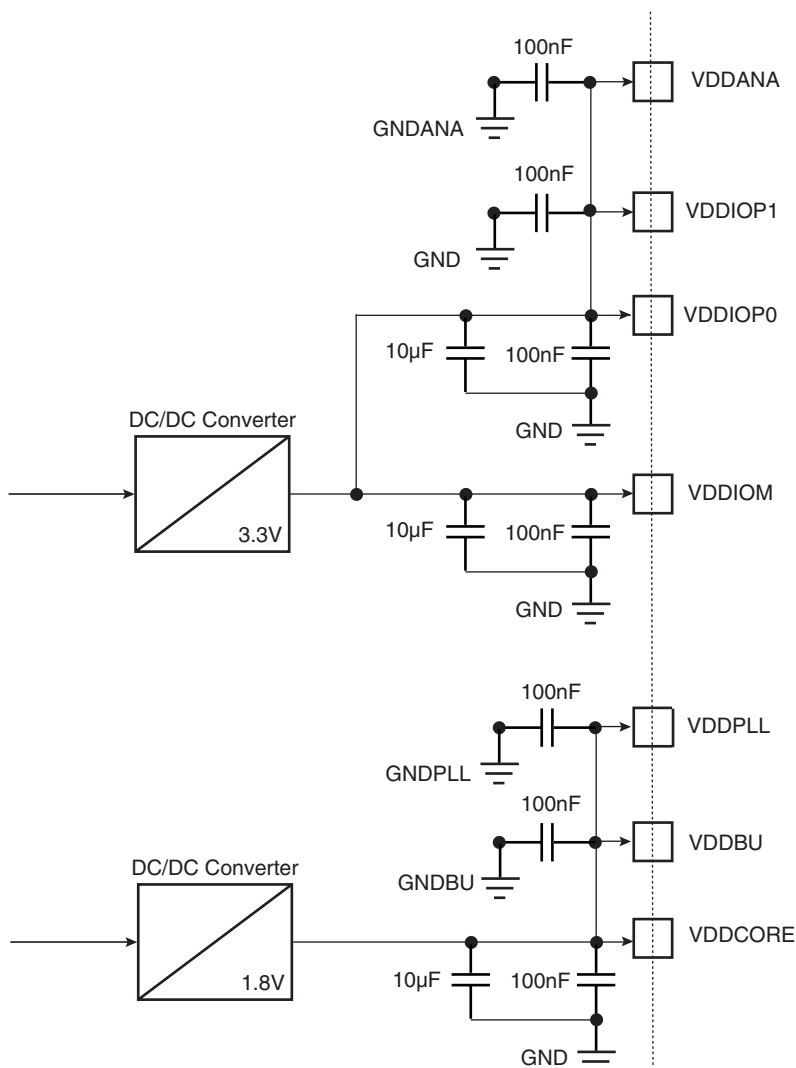 100nF
VDDANA
GNDANA
100nF
VDDIOP1
GND
VDDIOP0
10µF
100nF
GND
DC/DC Converter
3.3V
VDDIOM
10µF
100nF
GND
100nF
VDDPLL
GNDPLL
100nF
VDDBU
GNDBU
DC/DC Converter
1.8V
VDDCORE
10µF
100nF
GND